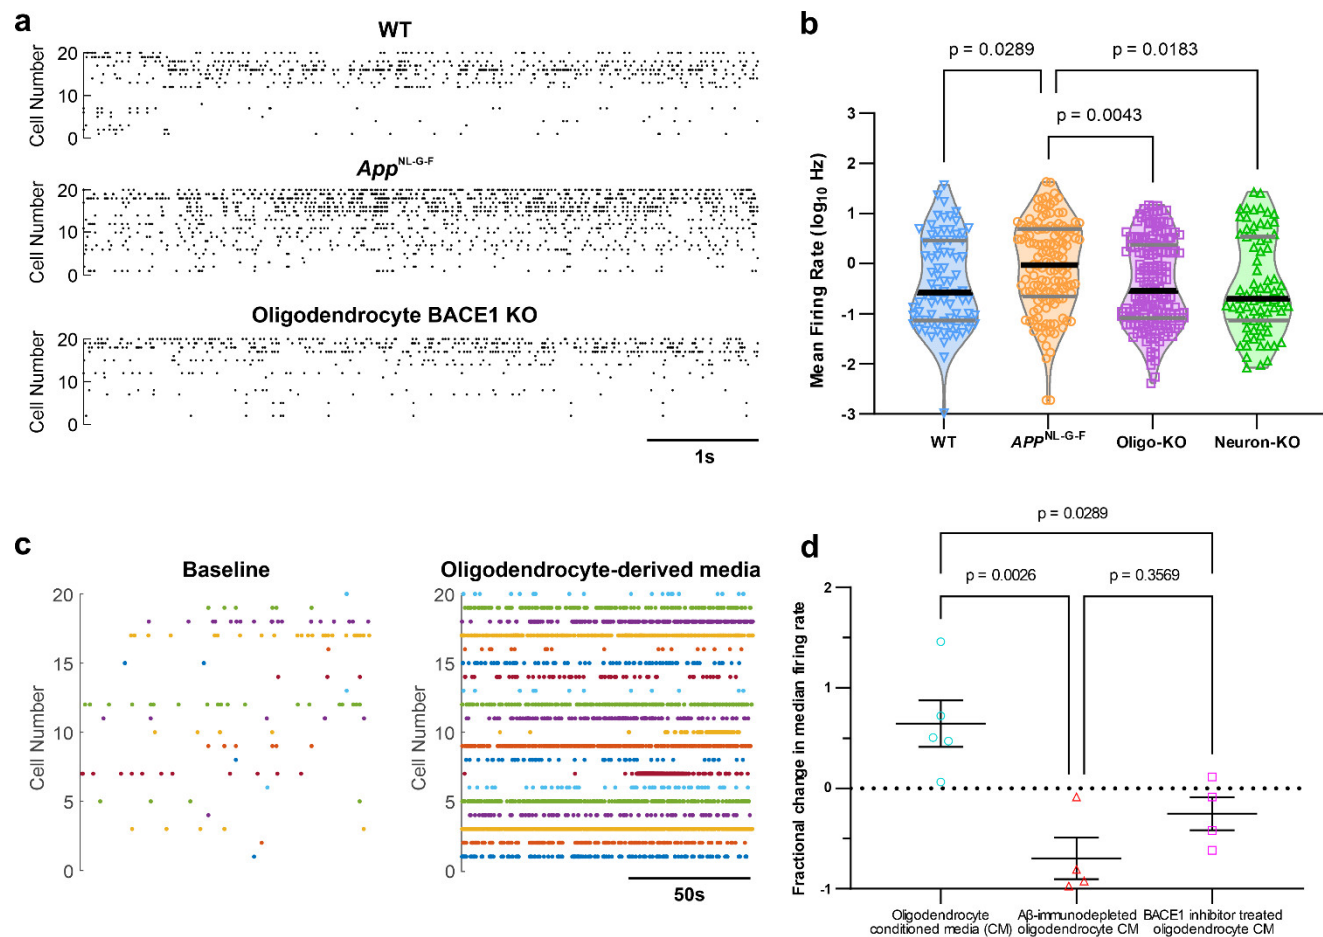 a
WT
Cell Number
20
10
0
App^NL-G-F
Cell Number
20
10
0
Oligodendrocyte BACE1 KO
Cell Number
20
10
0
1s
b
p = 0.0289
p = 0.0183
p = 0.0043
Mean Firing Rate (log₁₀ Hz)
3
2
1
0
-1
-2
-3
WT
APP^NL-G-F
Oligo-KO
Neuron-KO
c
Baseline
Cell Number
20
15
10
5
0
Oligodendrocyte-derived media
Cell Number
20
15
10
5
0
50s
d
p = 0.0289
p = 0.0026
p = 0.3569
Fractional change in median firing rate
2
1
0
-1
Oligodendrocyte
conditioned media (CM)
Aβ-immunodepleted
oligodendrocyte CM
BACE1 inhibitor treated
oligodendrocyte CM